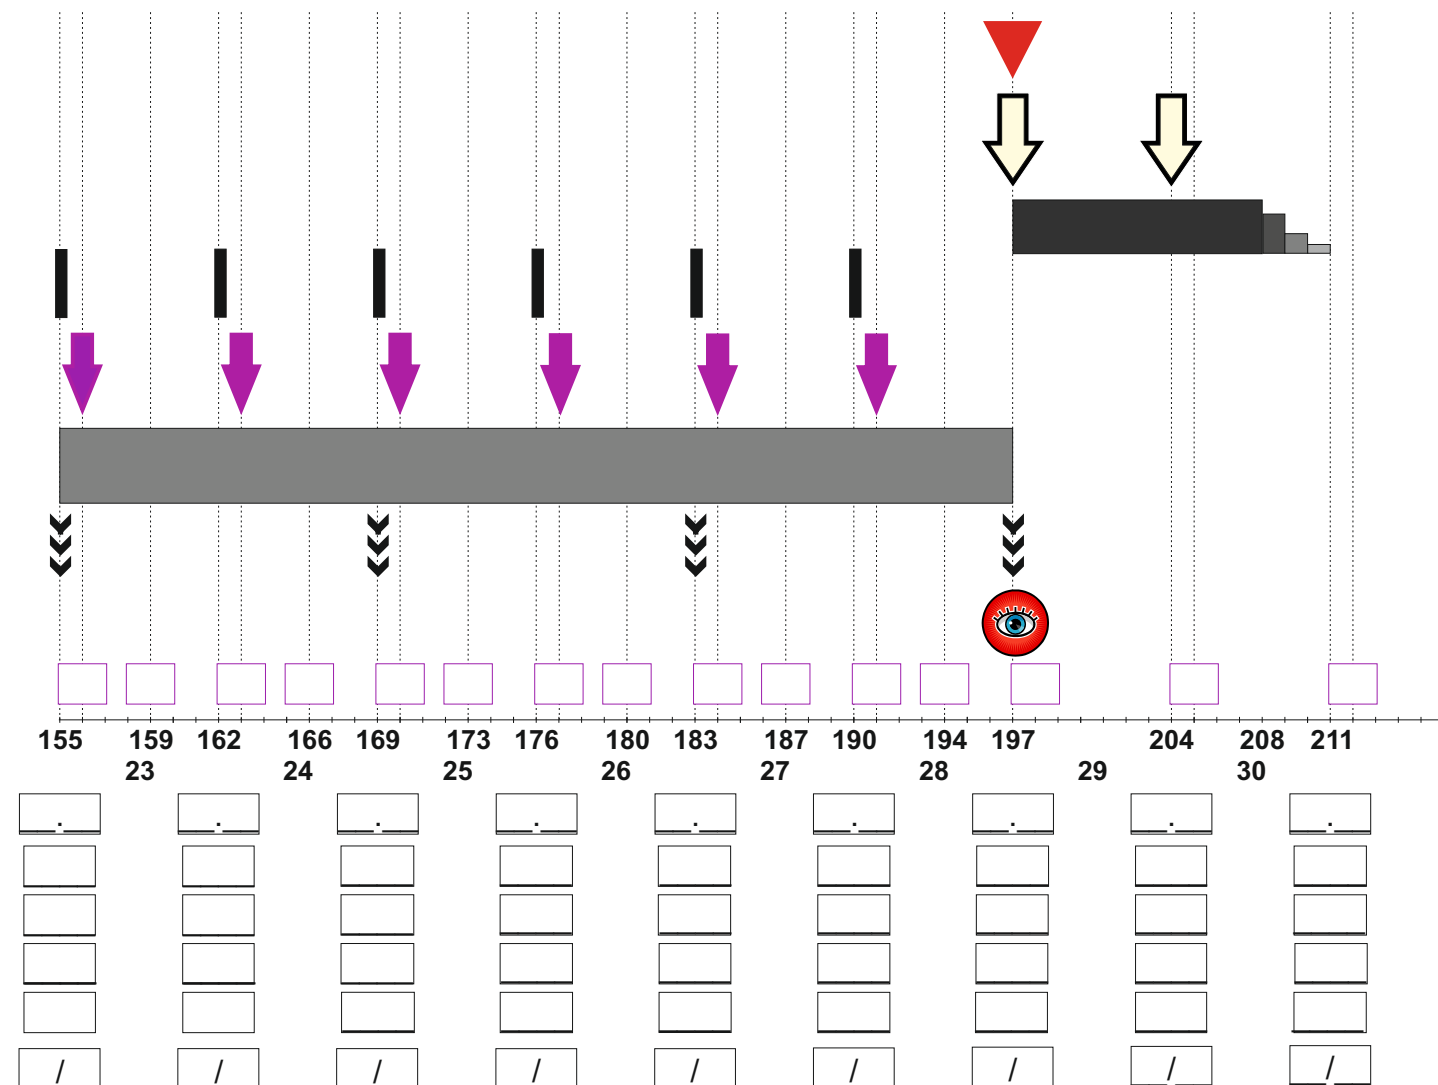 155 159 162 166 169 173 176 180 183 187 190 194 197 204 208 211
23 24 25 26 27 28 29 30
. . . . . . . . .
/ / / / / / / / /